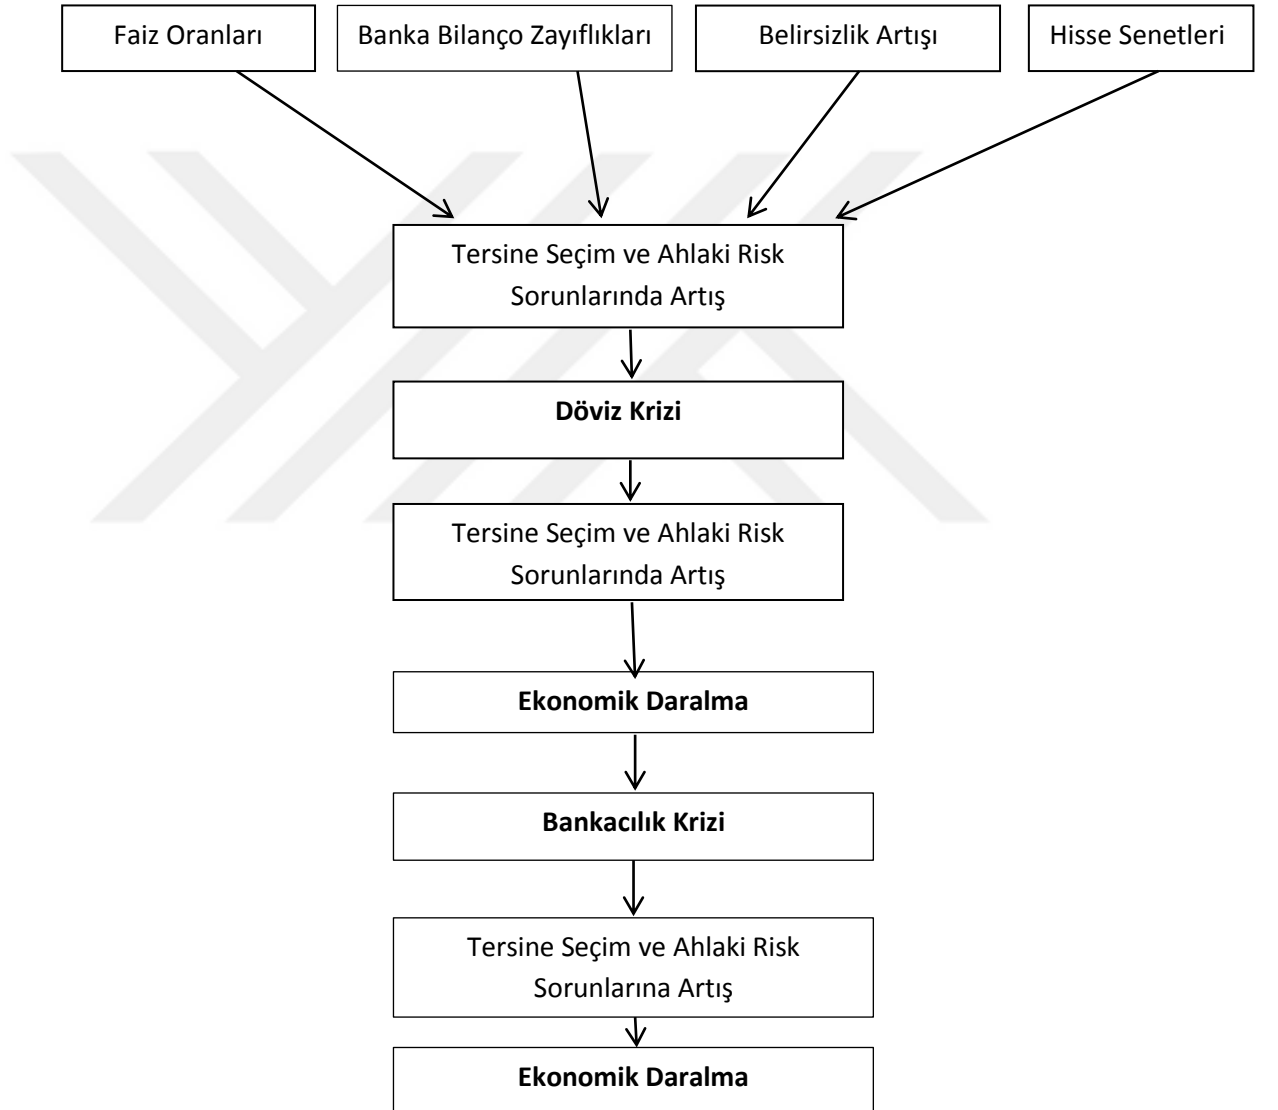 Faiz Oranları
Banka Bilanço Zayıflıkları
Belirsizlik Artışı
Hisse Senetleri
Tersine Seçim ve Ahlaki Risk
Sorunlarında Artış
Döviz Krizi
Tersine Seçim ve Ahlaki Risk
Sorunlarında Artış
Ekonomik Daralma
Bankacılık Krizi
Tersine Seçim ve Ahlaki Risk
Sorunlarına Artış
Ekonomik Daralma